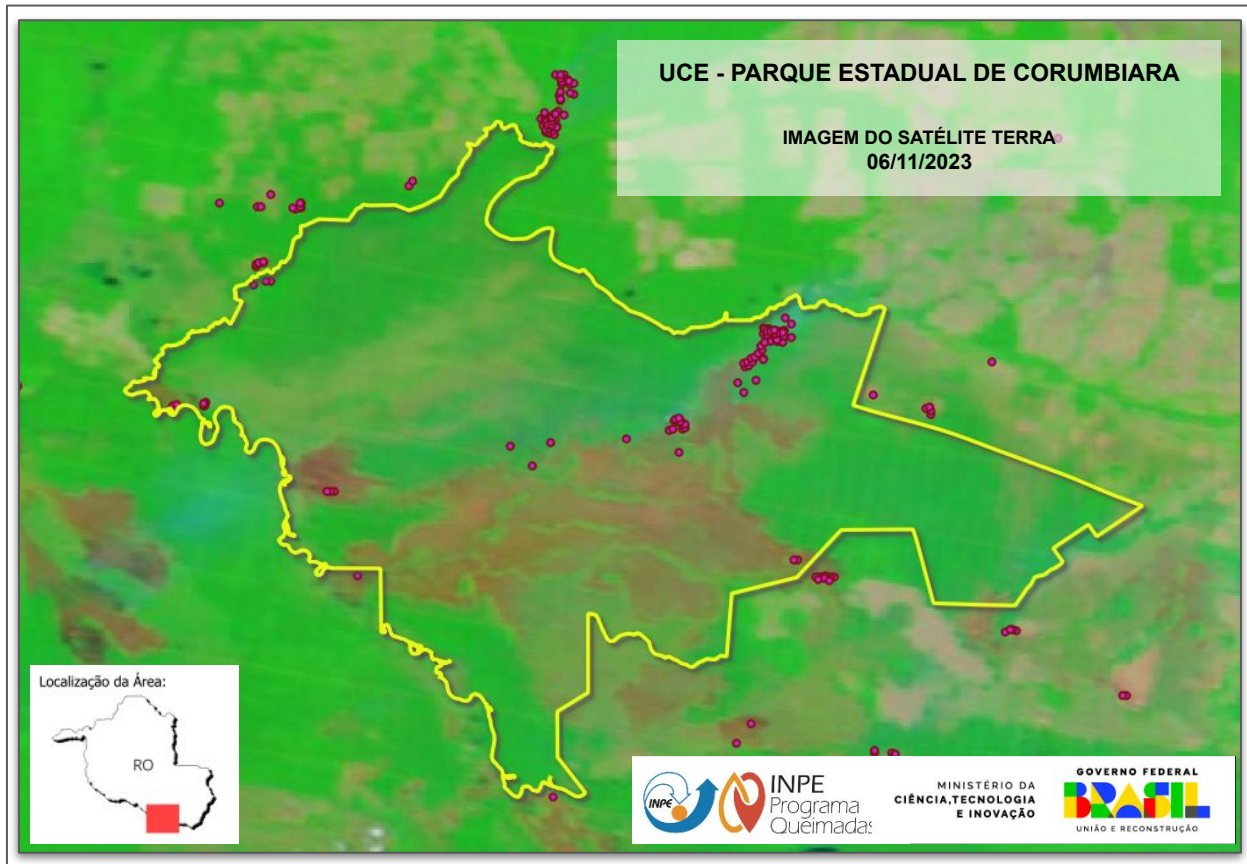 UCE - PARQUE ESTADUAL DE CORUMBIARA
IMAGEM DO SATÉLITE TERRA
06/11/2023
Localização da Área:
RO
INPE
INPE
Programa
Queimadas
MINISTÉRIO DA
CIÊNCIA,TECNOLOGIA
E INOVAÇÃO
GOVERNO FEDERAL
BRASIL
UNIÃO E RECONSTRUÇÃO